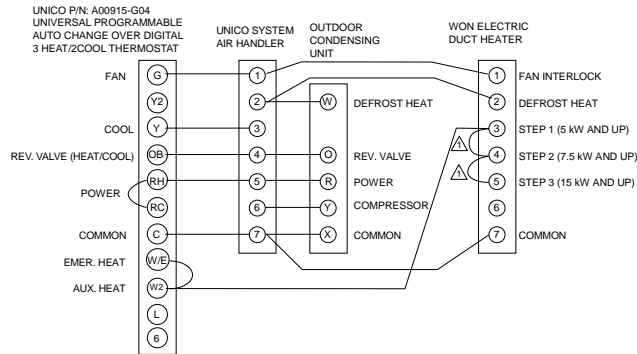 UNICO P/N: A00915-G04
UNIVERSAL PROGRAMMABLE
AUTO CHANGE OVER DIGITAL
3 HEAT/2COOL THERMOSTAT
UNICO SYSTEM
AIR HANDLER
OUTDOOR
CONDENSING
UNIT
WON ELECTRIC
DUCT HEATER
FAN G 1 1 FAN INTERLOCK
Y2 2 W DEFROST HEAT 2 DEFROST HEAT
COOL Y 3 3 STEP 1 (5 kW AND UP)
1
REV. VALVE (HEAT/COOL) OB 4 O REV. VALVE 4 STEP 2 (7.5 kW AND UP)
1
POWER RH 5 R POWER 5 STEP 3 (15 kW AND UP)
RC 6 Y COMPRESSOR 6
COMMON C 7 X COMMON 7 COMMON
EMER. HEAT W/E
AUX. HEAT W2
L
6